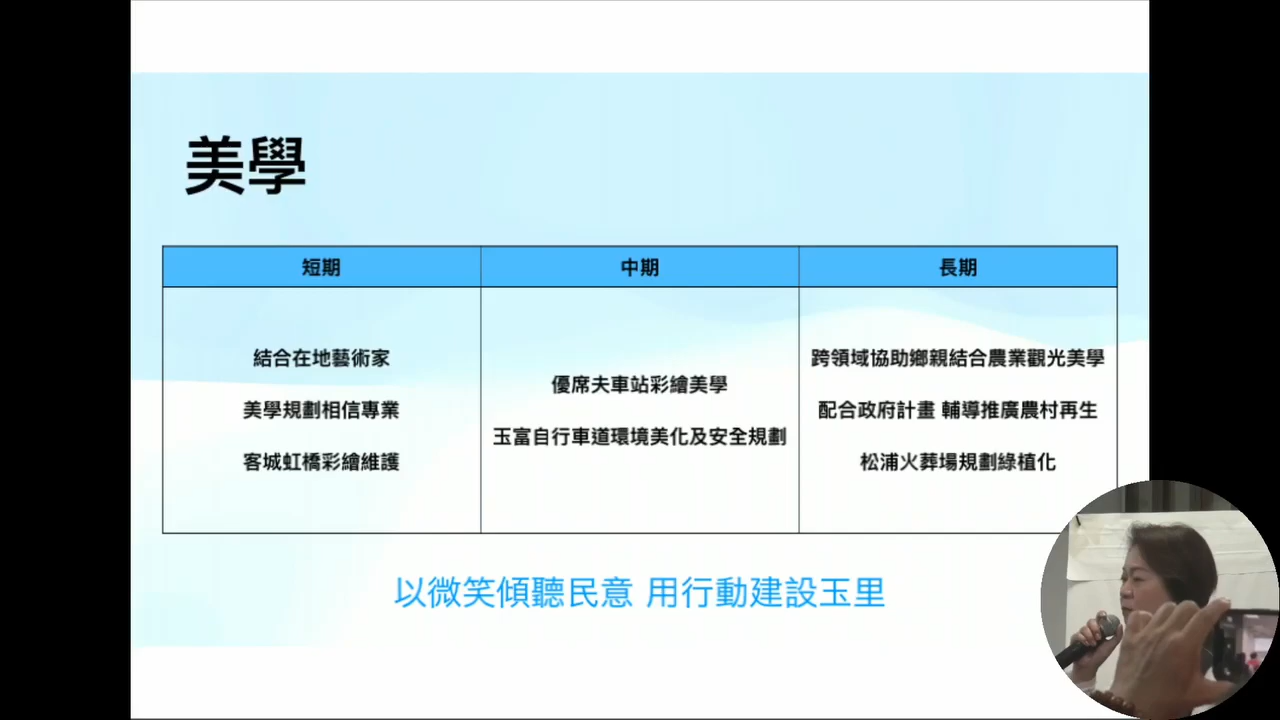 美學
短期
中期
長期
結合在地藝術家
美學規劃相信專業
客城虹橋彩繪維護
優席夫車站彩繪美學
玉富自行車道環境美化及安全規劃
跨領域協助鄉親結合農業觀光美學
配合政府計畫 輔導推廣農村再生
松浦火葬場規劃綠植化
以微笑傾聽民意 用行動建設玉里